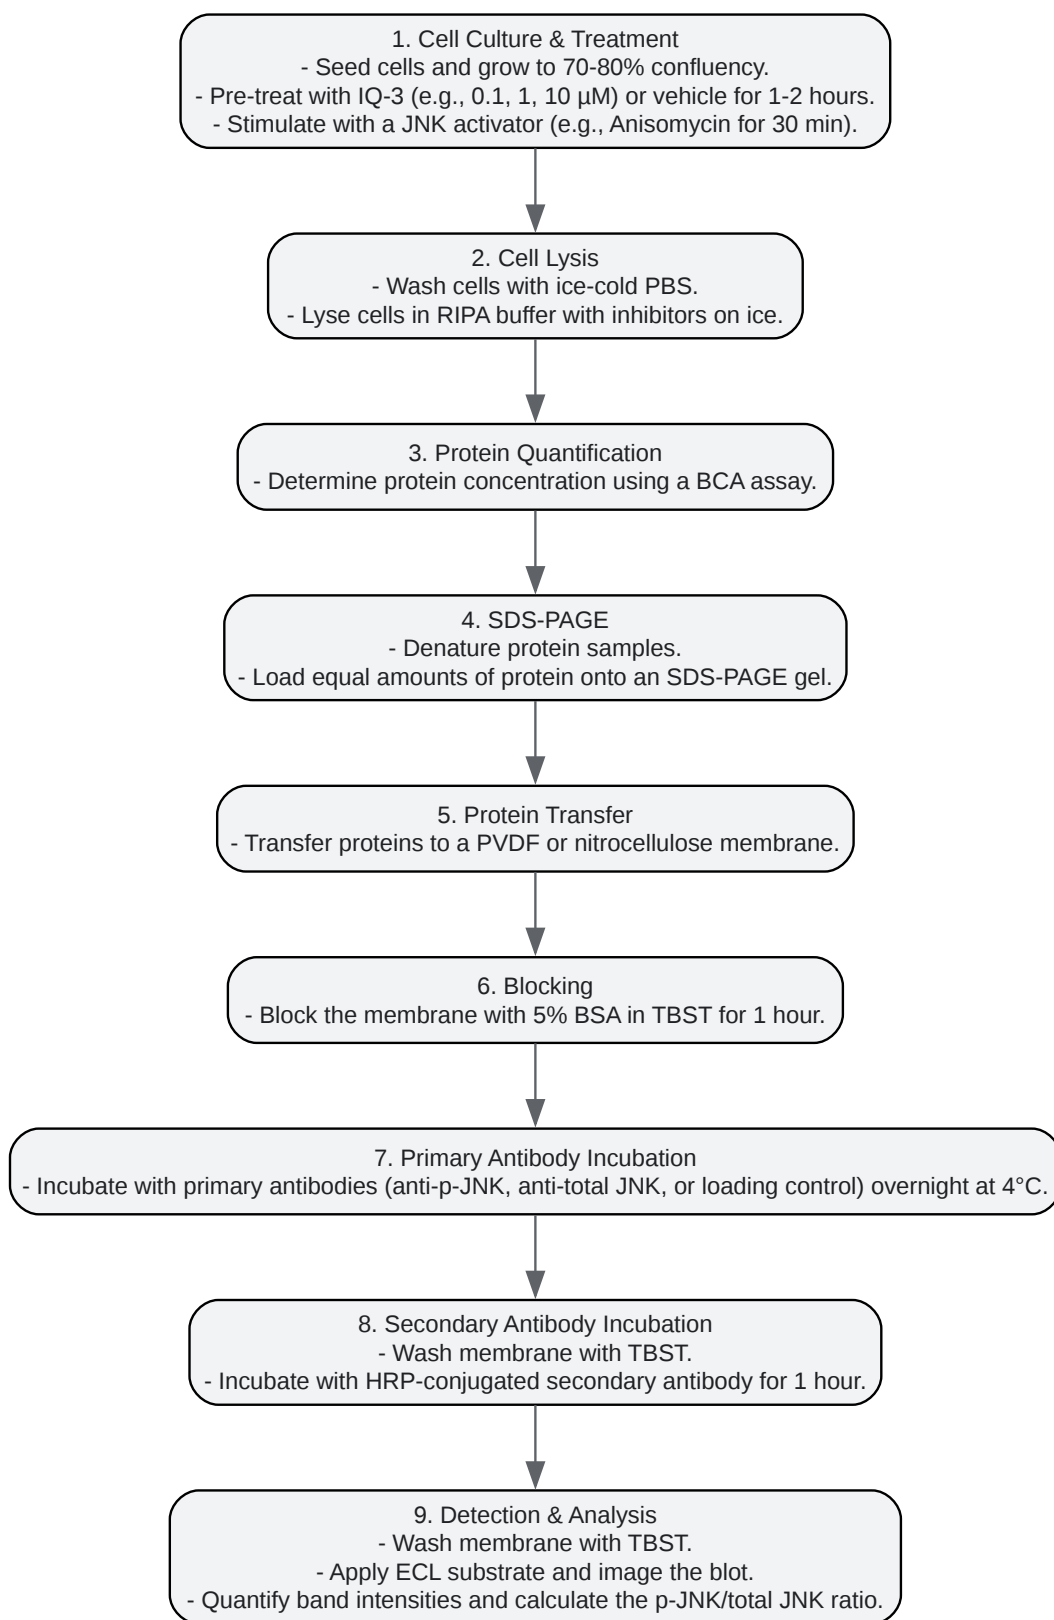 1. Cell Culture & Treatment
- Seed cells and grow to 70-80% confluency.
- Pre-treat with IQ-3 (e.g., 0.1, 1, 10 µM) or vehicle for 1-2 hours.
- Stimulate with a JNK activator (e.g., Anisomycin for 30 min).
2. Cell Lysis
- Wash cells with ice-cold PBS.
- Lyse cells in RIPA buffer with inhibitors on ice.
3. Protein Quantification
- Determine protein concentration using a BCA assay.
4. SDS-PAGE
- Denature protein samples.
- Load equal amounts of protein onto an SDS-PAGE gel.
5. Protein Transfer
- Transfer proteins to a PVDF or nitrocellulose membrane.
6. Blocking
- Block the membrane with 5% BSA in TBST for 1 hour.
7. Primary Antibody Incubation
- Incubate with primary antibodies (anti-p-JNK, anti-total JNK, or loading control) overnight at 4°C.
8. Secondary Antibody Incubation
- Wash membrane with TBST.
- Incubate with HRP-conjugated secondary antibody for 1 hour.
9. Detection & Analysis
- Wash membrane with TBST.
- Apply ECL substrate and image the blot.
- Quantify band intensities and calculate the p-JNK/total JNK ratio.